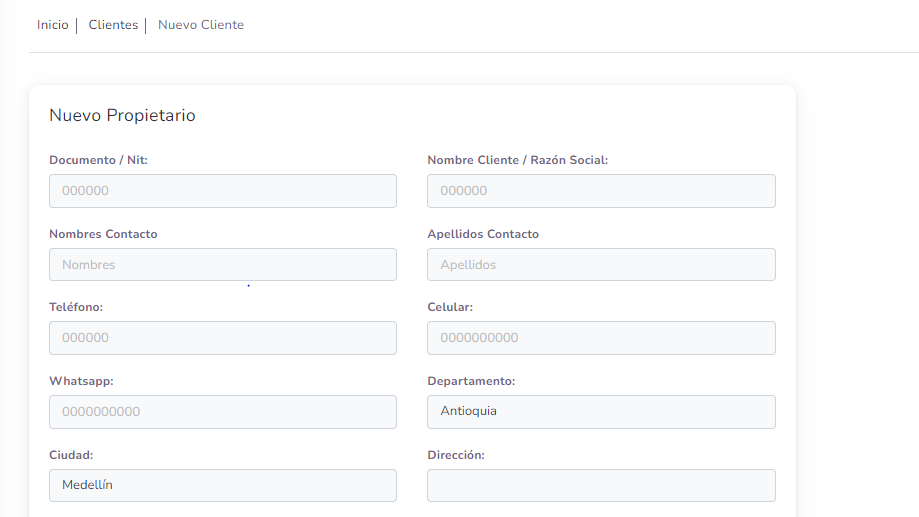 Inicio | Clientes | Nuevo Cliente
Nuevo Propietario
Documento / Nit: Nombre Cliente / Razón Social:
000000 000000
Nombres Contacto Apellidos Contacto
Nombres Apellidos
Teléfono: Celular:
000000 0000000000
Whatsapp: Departamento:
0000000000 Antioquia
Ciudad: Dirección:
Medellín